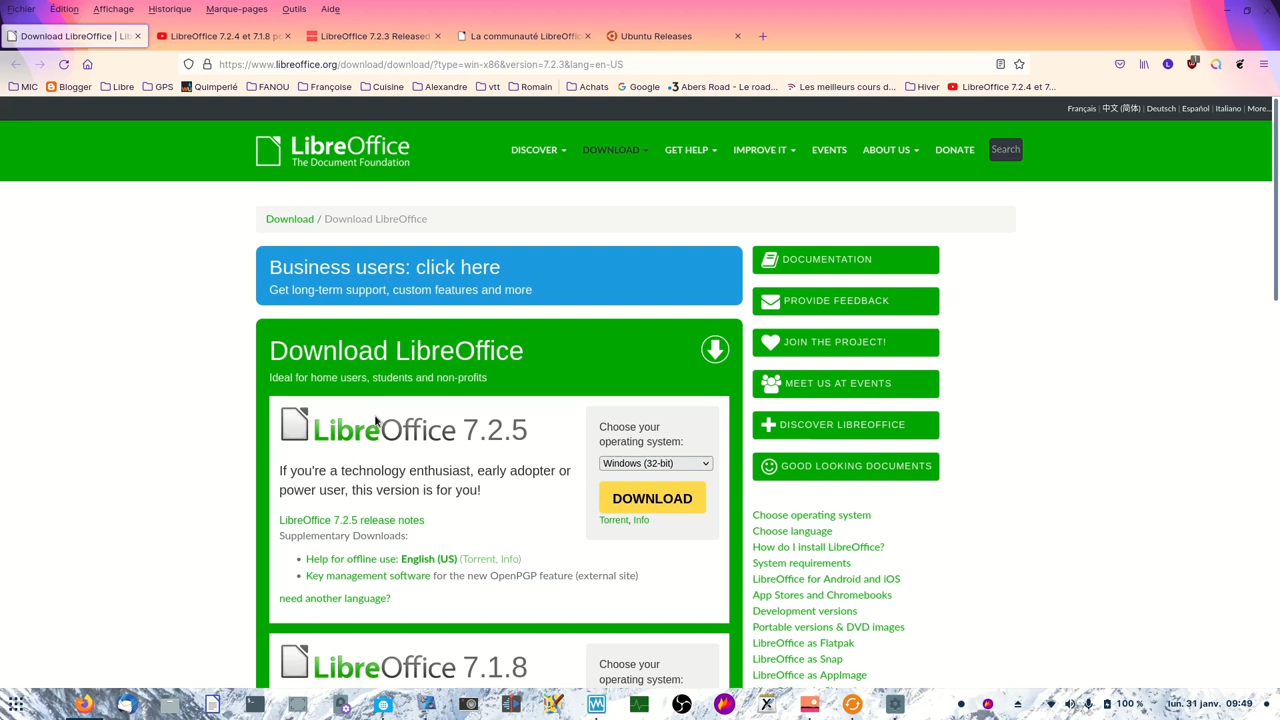 Fichier Édition Affichage Historique Marque-pages Outils Aide
Download LibreOffice | Lib
LibreOffice 7.2.4 et 7.1.8 po
LibreOffice 7.2.3 Released
La communauté LibreOffic
Ubuntu Releases
https://www.libreoffice.org/download/download/?type=win-x86&version=7.2.3&lang=en-US
MIC Blogger Libre GPS Quimperlé FANOU Françoise Cuisine Alexandre vtt Romain Achats Google Abers Road - Le road... Les meilleurs cours d... Hiver LibreOffice 7.2.4 et 7...
Français | 中文 (简体) | Deutsch | Español | Italiano | More...
LibreOffice
The Document Foundation
DISCOVER DOWNLOAD GET HELP IMPROVE IT EVENTS ABOUT US DONATE Search
Download / Download LibreOffice
Business users: click here
Get long-term support, custom features and more
Download LibreOffice
Ideal for home users, students and non-profits
LibreOffice 7.2.5
If you're a technology enthusiast, early adopter or
power user, this version is for you!
LibreOffice 7.2.5 release notes
Supplementary Downloads:
Help for offline use: English (US) (Torrent, Info)
Key management software for the new OpenPGP feature (external site)
need another language?
Choose your
operating system:
Windows (32-bit)
DOWNLOAD
Torrent, Info
LibreOffice 7.1.8
Choose your
operating system:
DOCUMENTATION
PROVIDE FEEDBACK
JOIN THE PROJECT!
MEET US AT EVENTS
DISCOVER LIBREOFFICE
GOOD LOOKING DOCUMENTS
Choose operating system
Choose language
How do I install LibreOffice?
System requirements
LibreOffice for Android and iOS
App Stores and Chromebooks
Development versions
Portable versions & DVD images
LibreOffice as Flatpak
LibreOffice as Snap
LibreOffice as AppImage
100 % lun. 31 janv. 09:49